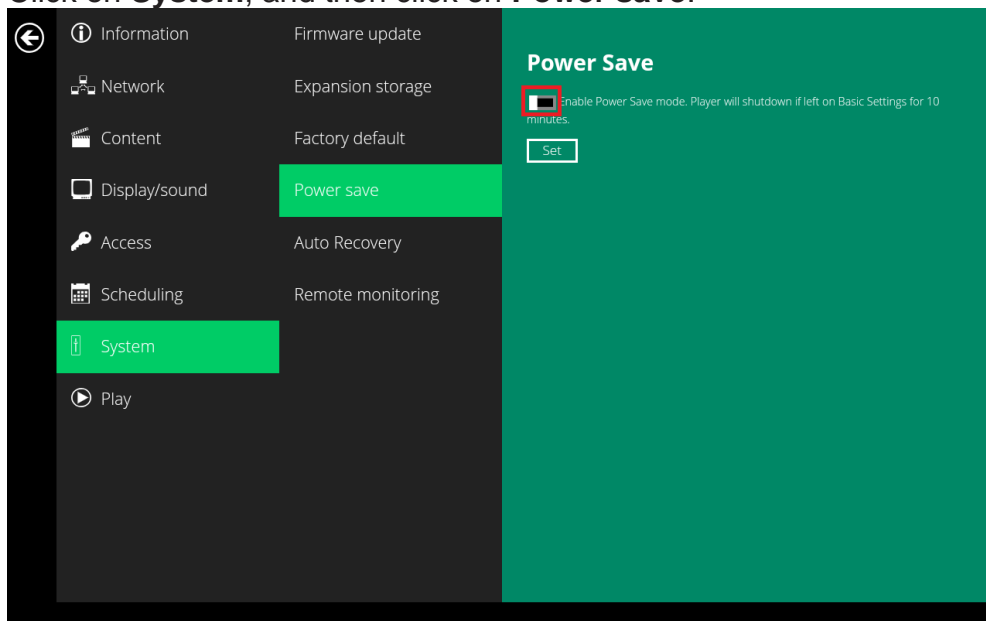 Click on System, and then click on Power save.
Information
Network
Content
Display/sound
Access
Scheduling
System
Play
Firmware update
Expansion storage
Factory default
Power save
Auto Recovery
Remote monitoring
Power Save
Enable Power Save mode. Player will shutdown if left on Basic Settings for 10
minutes.
Set